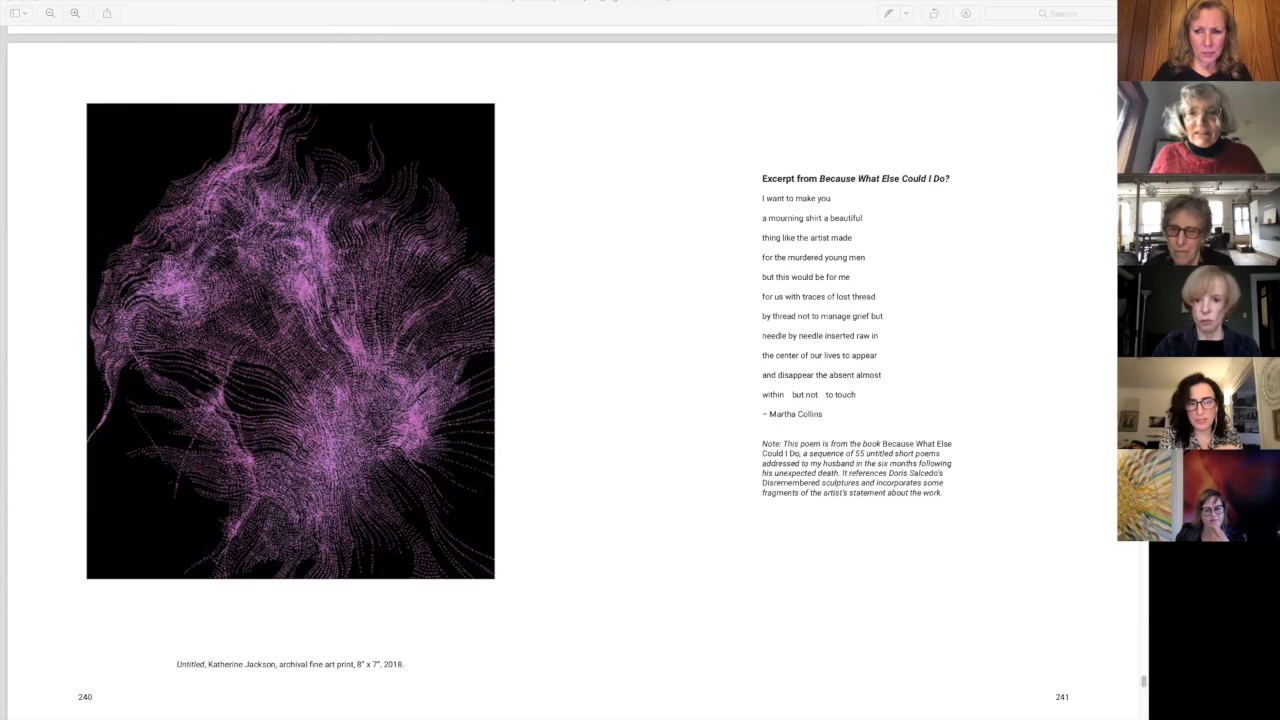 Search
Excerpt from Because What Else Could I Do?
I want to make you
a mourning shirt a beautiful
thing like the artist made
for the murdered young men
but this would be for me
for us with traces of lost thread
by thread not to manage grief but
needle by needle inserted raw in
the center of our lives to appear
and disappear the absent almost
within but not to touch
– Martha Collins
Note: This poem is from the book Because What Else
Could I Do, a sequence of 55 untitled short poems
addressed to my husband in the six months following
his unexpected death. It references Doris Salcedo's
Disremembered sculptures and incorporates some
fragments of the artist's statement about the work.
Untitled, Katherine Jackson, archival fine art print, 8" x 7", 2018.
240
241